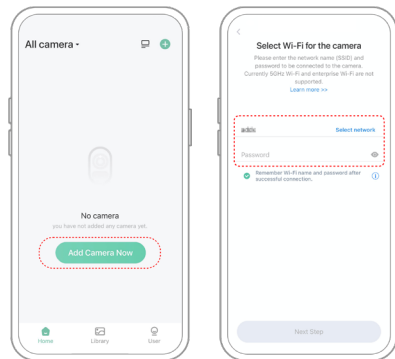 All camera
No camera
you have not added any camera yet.
Add Camera Now
Home
Library
User
Select Wi-Fi for the camera
Please enter the network name (SSID) and
password to be connected to the camera.
Currently 5GHz Wi-Fi and enterprise Wi-Fi are not
supported.
Learn more >>
Select network
Password
Remember Wi-Fi name and password after
successful connection.
Next Step